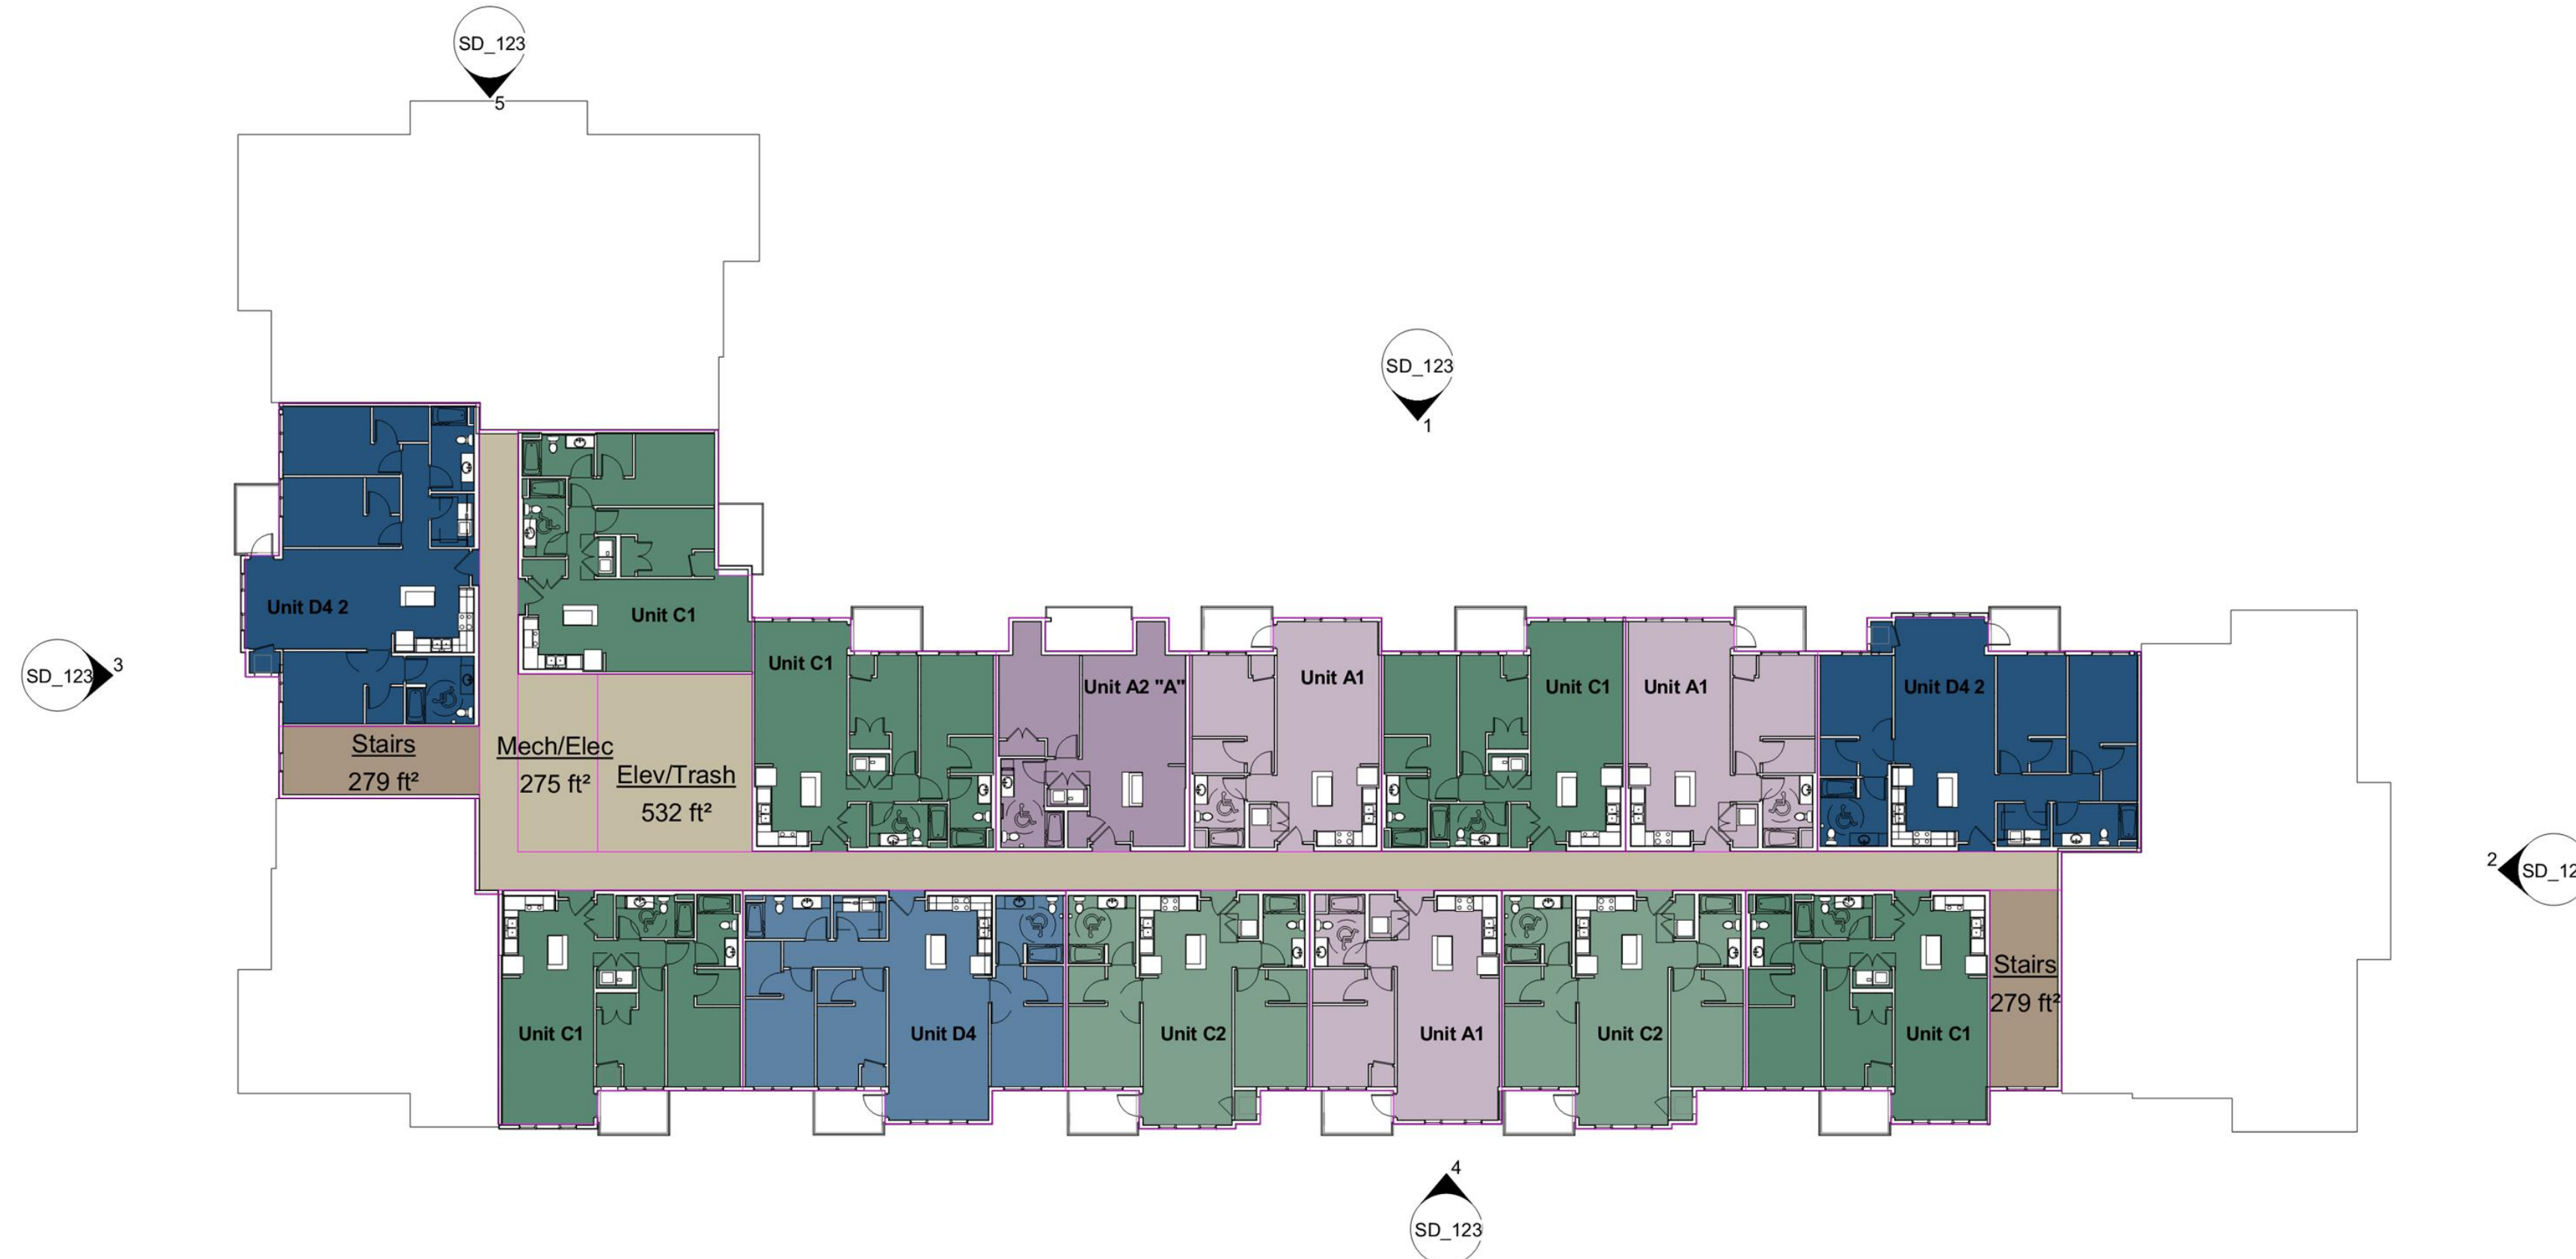 SD_123
5
SD_123
1
Unit D4 2
Unit C1
SD_123
3
Unit C1
Unit A2 "A"
Unit A1
Unit C1
Unit A1
Unit D4 2
Stairs
279 ft²
Mech/Elec
275 ft²
Elev/Trash
532 ft²
2
SD_12
Stairs
279 ft²
Unit C1
Unit D4
Unit C2
Unit A1
Unit C2
Unit C1
4
SD_123